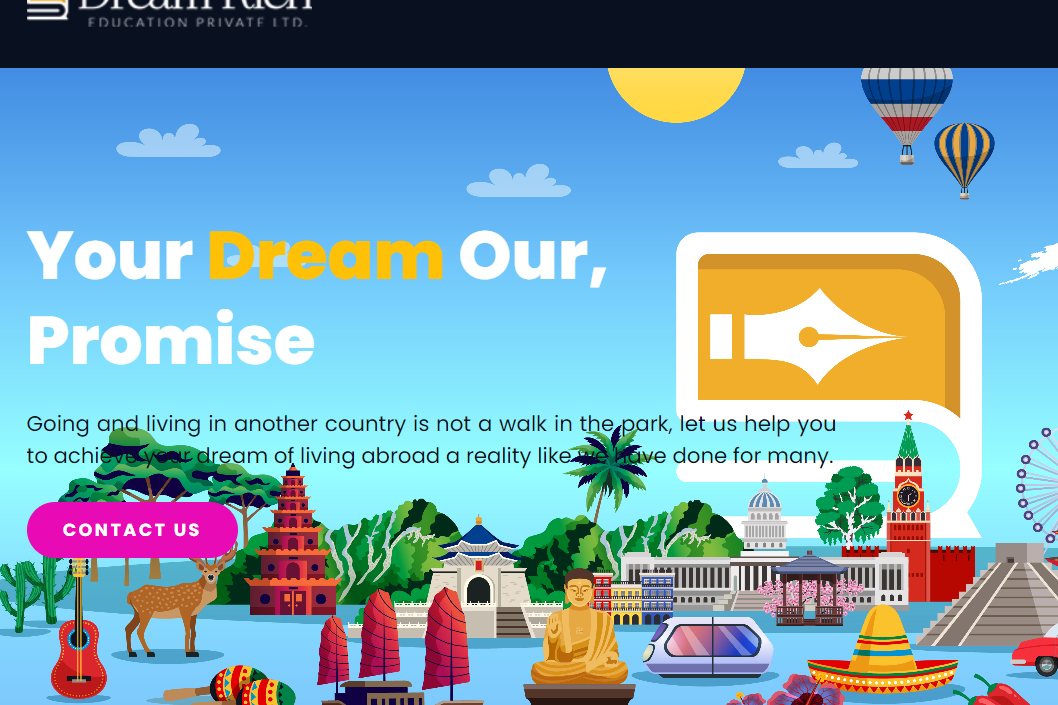 Dream Rich
EDUCATION PRIVATE LTD.
Your Dream Our,
Promise
Going and living in another country is not a walk in the park, let us help you
to achieve your dream of living abroad a reality like we have done for many.
CONTACT US